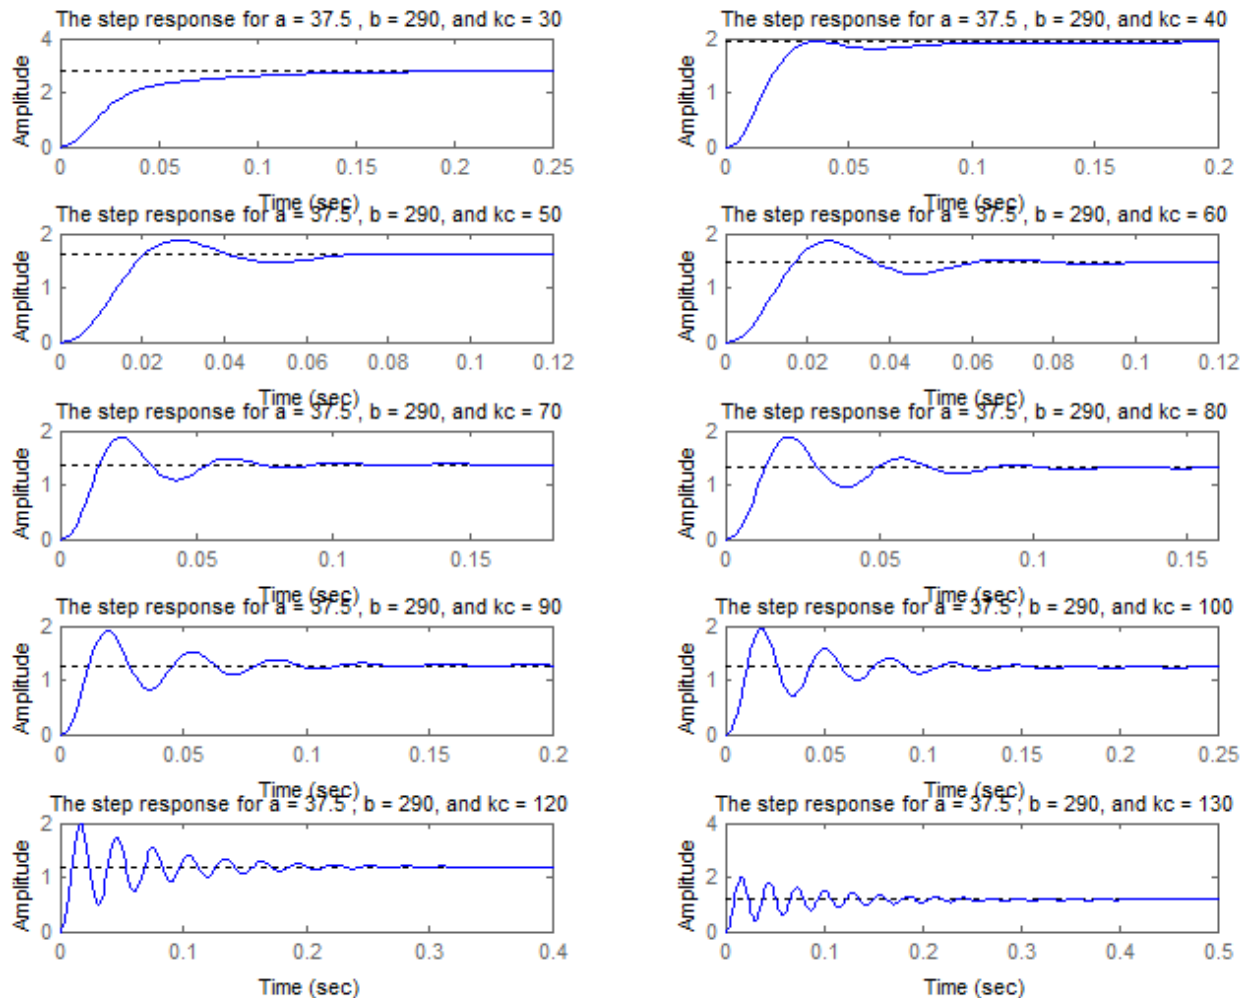 The step response for a = 37.5 , b = 290, and kc = 30
Amplitude
4
2
0
0 0.05 0.1 0.15 0.2 0.25
Time (sec)
The step response for a = 37.5 , b = 290, and kc = 40
Amplitude
2
1
0
0 0.05 0.1 0.15 0.2
Time (sec)
The step response for a = 37.5 , b = 290, and kc = 50
Amplitude
2
1
0
0 0.02 0.04 0.06 0.08 0.1 0.12
Time (sec)
The step response for a = 37.5 , b = 290, and kc = 60
Amplitude
2
1
0
0 0.02 0.04 0.06 0.08 0.1 0.12
Time (sec)
The step response for a = 37.5 , b = 290, and kc = 70
Amplitude
2
1
0
0 0.05 0.1 0.15
Time (sec)
The step response for a = 37.5 , b = 290, and kc = 80
Amplitude
2
1
0
0 0.05 0.1 0.15
Time (sec)
The step response for a = 37.5 , b = 290, and kc = 90
Amplitude
2
1
0
0 0.05 0.1 0.15 0.2
Time (sec)
The step response for a = 37.5 , b = 290, and kc = 100
Amplitude
2
1
0
0 0.05 0.1 0.15 0.2 0.25
Time (sec)
The step response for a = 37.5 , b = 290, and kc = 120
Amplitude
2
1
0
0 0.1 0.2 0.3 0.4
Time (sec)
The step response for a = 37.5 , b = 290, and kc = 130
Amplitude
4
2
0
0 0.1 0.2 0.3 0.4 0.5
Time (sec)